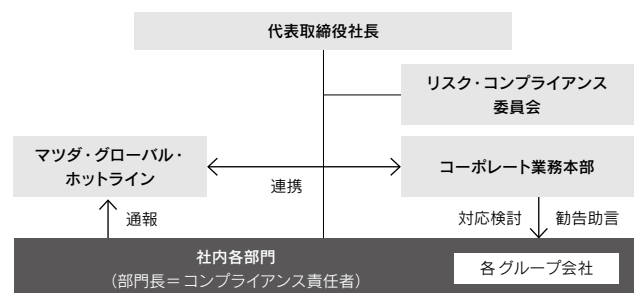 代表取締役社長
リスク・コンプライアンス
委員会
マツダ・グローバル・
ホットライン
コーポレート業務本部
連携
通報
対応検討
勧告助言
社内各部門
（部門長＝コンプライアンス責任者）
各グループ会社